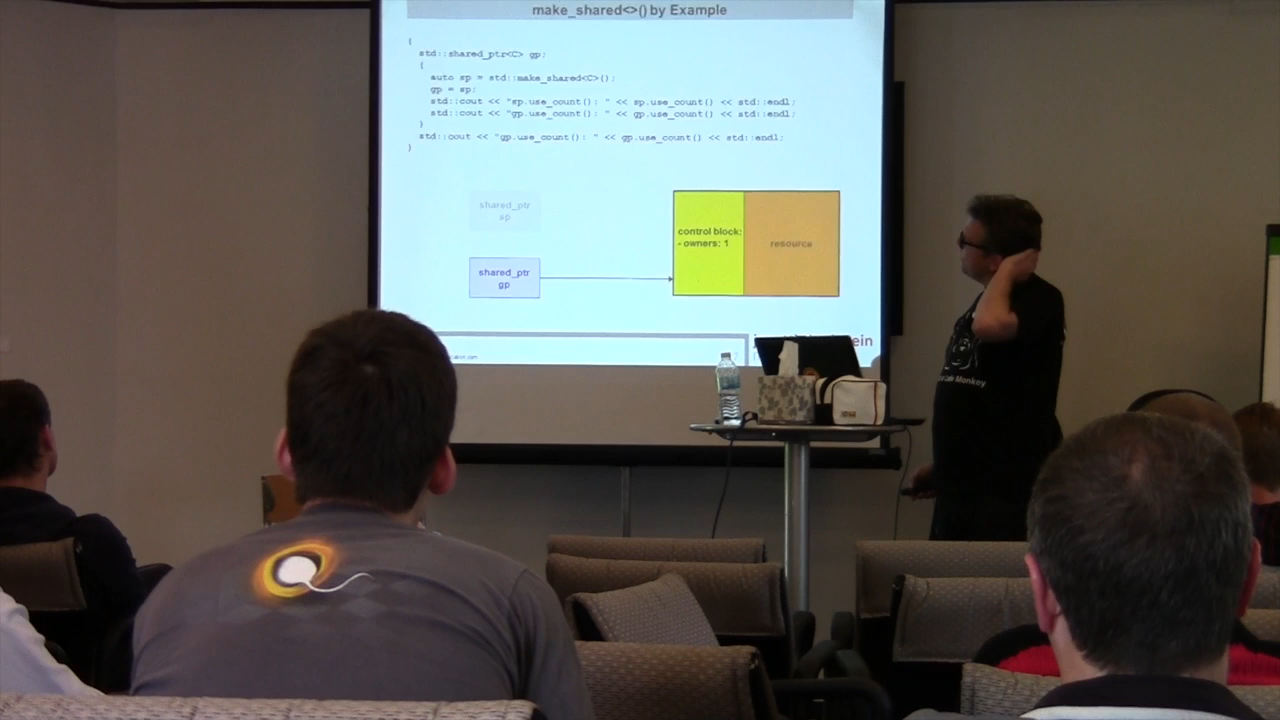 make_shared<>() by Example
{
std::shared_ptr<C> gp;
{
auto sp = std::make_shared<C>();
gp = sp;
std::cout << "sp.use_count(): " << sp.use_count() << std::endl;
std::cout << "gp.use_count(): " << gp.use_count() << std::endl;
}
std::cout << "gp.use_count(): " << gp.use_count() << std::endl;
}
shared_ptr
sp
control block:
- owners: 1
resource
shared_ptr
gp
Monkey